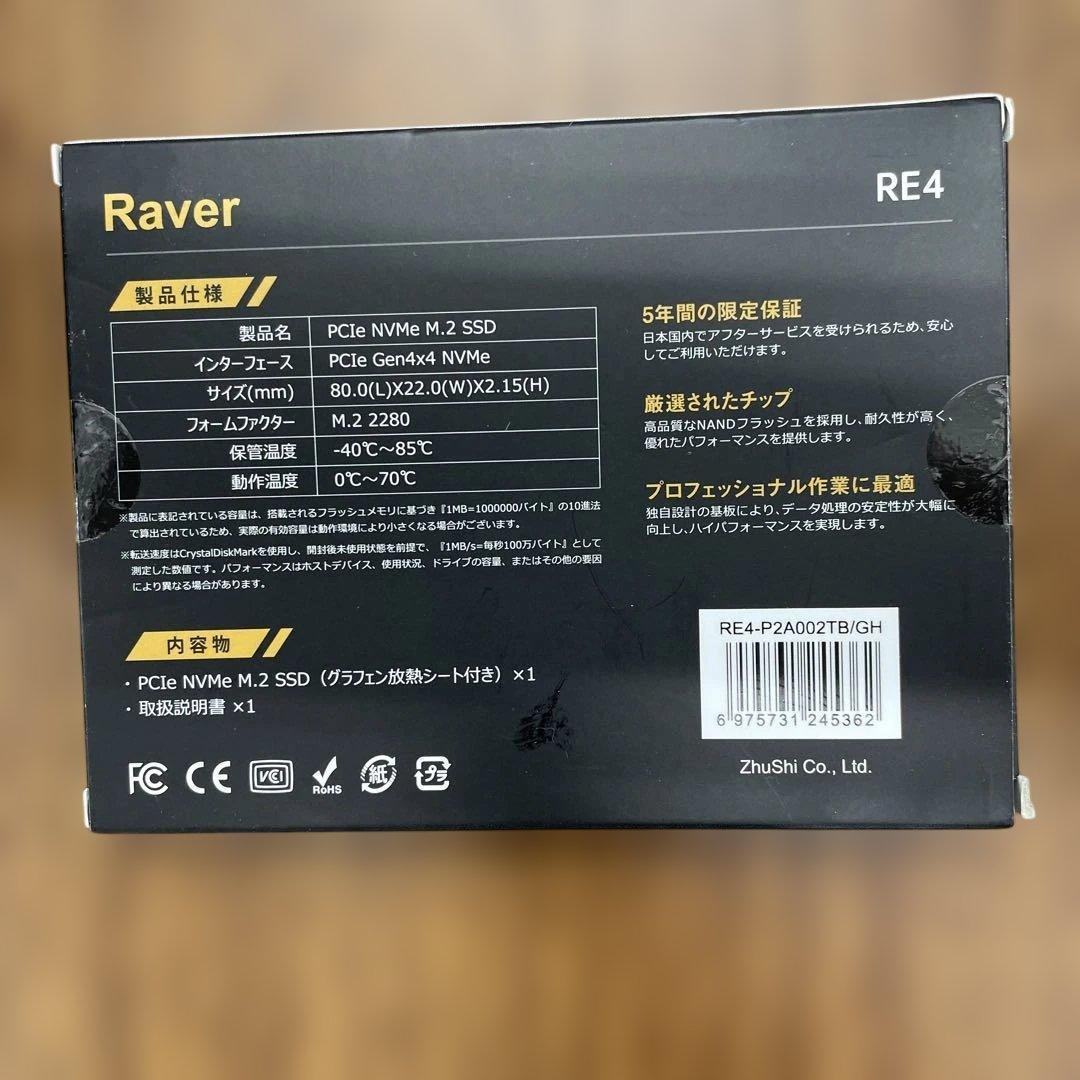 Raver
RE4
製品仕様
製品名 PCIe NVMe M.2 SSD
インターフェース PCIe Gen4x4 NVMe
サイズ(mm) 80.0(L)X22.0(W)X2.15(H)
フォームファクター M.2 2280
保管温度 -40℃～85℃
動作温度 0℃～70℃
※製品に表記されている容量は、搭載されるフラッシュメモリに基づき『1MB=1000000バイト』の10進法
で算出されているため、実際の有効容量は動作環境により小さくなる場合がございます。
※転送速度はCrystalDiskMarkを使用し、開封後未使用状態を前提で、『1MB/s=毎秒100万バイト』として
測定した数値です。パフォーマンスはホストデバイス、使用状況、ドライブの容量、またはその他の要因
により異なる場合があります。
5年間の限定保証
日本国内でアフターサービスを受けられるため、安心
してご利用いただけます。
厳選されたチップ
高品質なNANDフラッシュを採用し、耐久性が高く、
優れたパフォーマンスを提供します。
プロフェッショナル作業に最適
独自設計の基板により、データ処理の安定性が大幅に
向上し、ハイパフォーマンスを実現します。
内容物
・PCIe NVMe M.2 SSD（グラフェン放熱シート付き）×1
・取扱説明書 ×1
FC CE VCCI RoHS 紙 プラ
RE4-P2A002TB/GH
6 975731 245362
ZhuShi Co., Ltd.